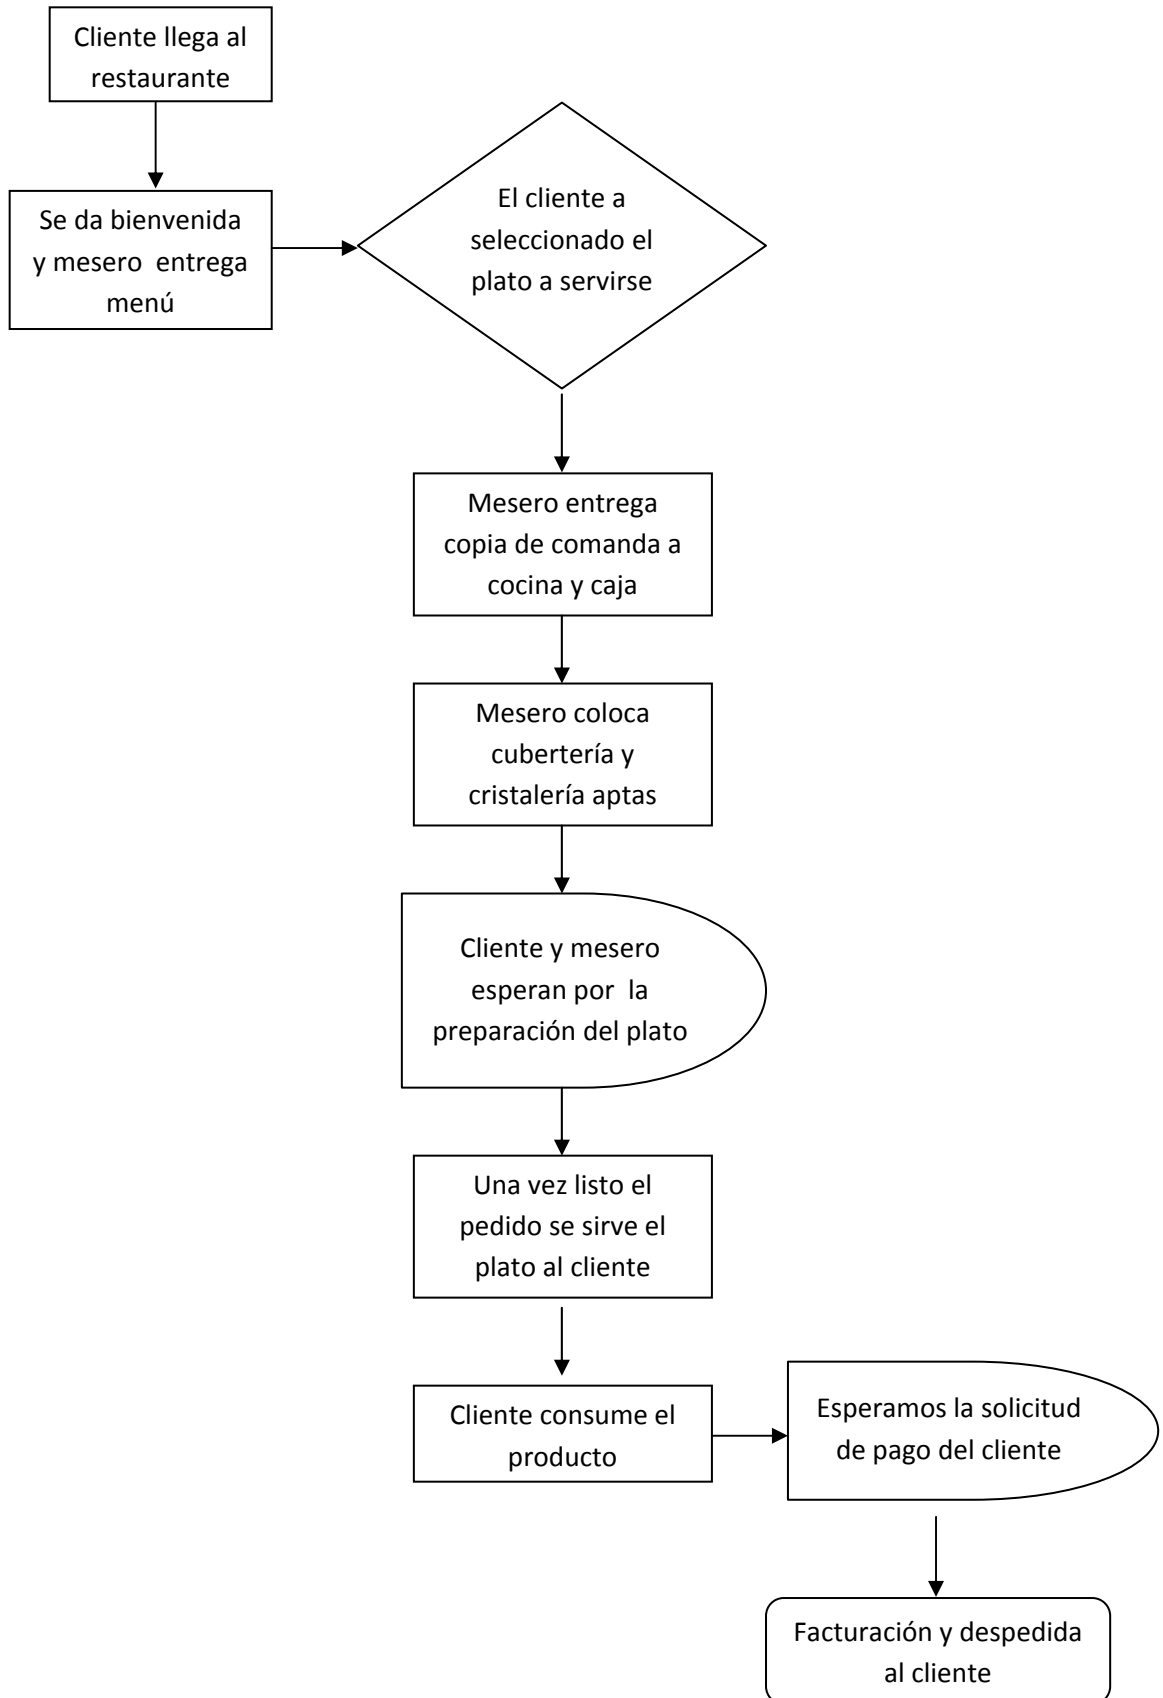 Cliente llega al
restaurante
Se da bienvenida
y mesero  entrega
menú
El cliente a
seleccionado el
plato a servirse
Mesero entrega
copia de comanda a
cocina y caja
Mesero coloca
cubertería y
cristalería aptas
Cliente y mesero
esperan por  la
preparación del plato
Una vez listo el
pedido se sirve el
plato al cliente
Cliente consume el
producto
Esperamos la solicitud
de pago del cliente
Facturación y despedida
al cliente